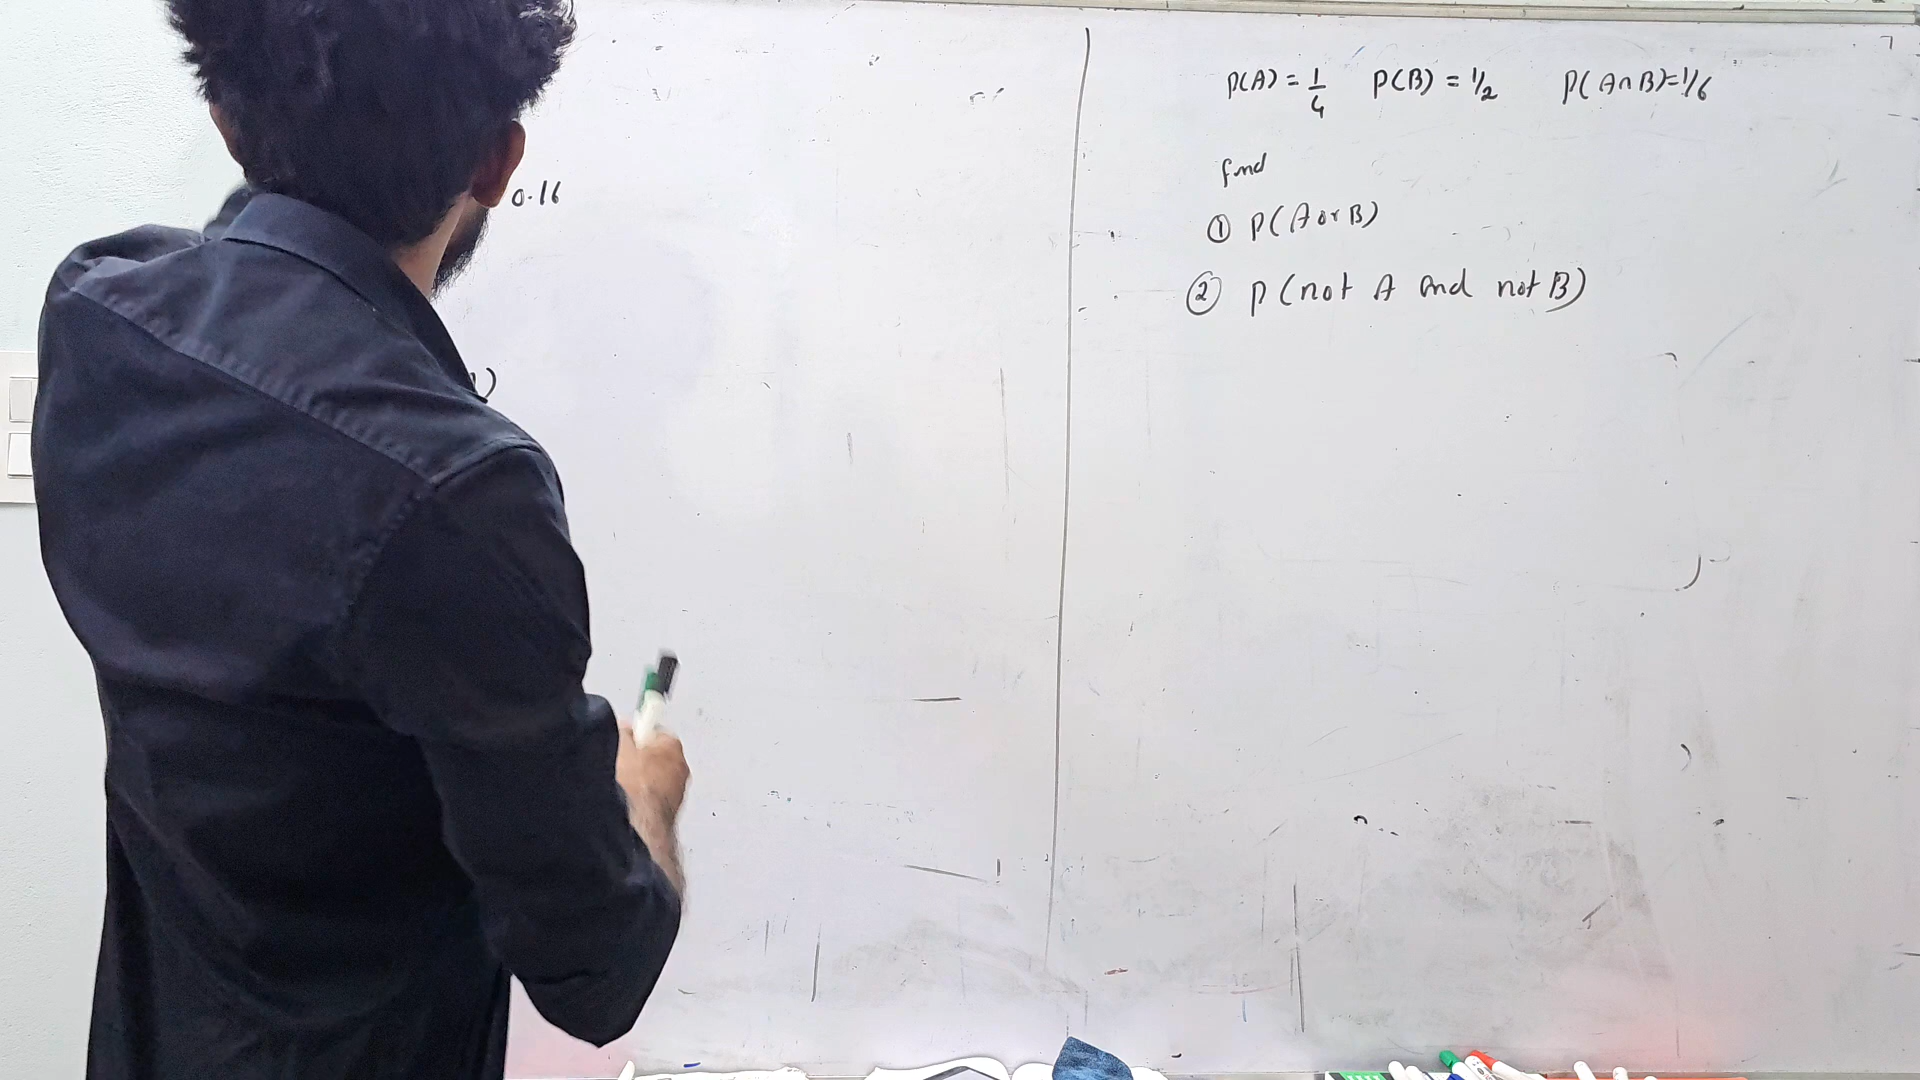 0.16
P(A) = 1/4 P(B) = 1/2 P(A∩B)=1/6
find
① P(A or B)
② P(not A and not B)